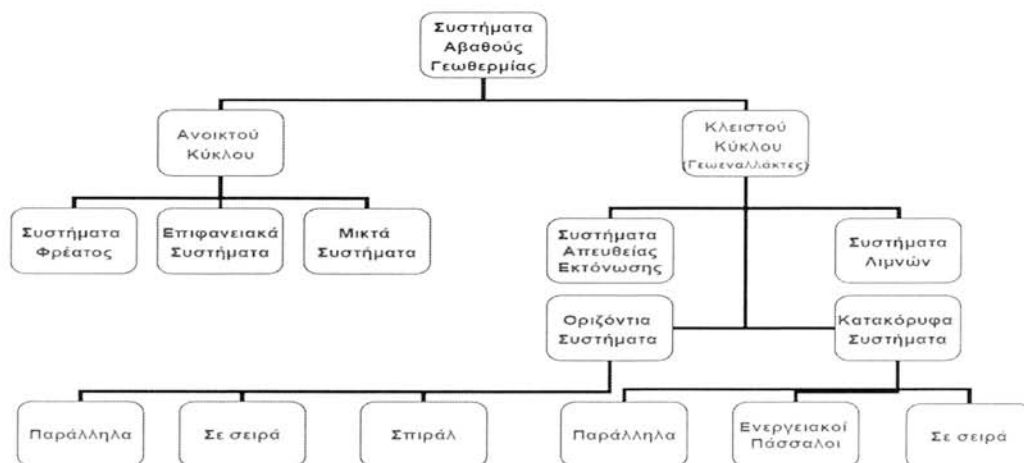 Συστήματα
Αβαθούς
Γεωθερμίας
Ανοικτού
Κύκλου
Κλειστού
Κύκλου
(Γεωεναλλάκτες)
Συστήματα
Φρέατος
Επιφανειακά
Συστήματα
Μικτά
Συστήματα
Συστήματα
Απευθείας
Εκτόνωσης
Συστήματα
Λιμνών
Οριζόντια
Συστήματα
Κατακόρυφα
Συστήματα
Παράλληλα
Σε σειρά
Σπιράλ
Παράλληλα
Ενεργειακοί
Πάσσαλοι
Σε σειρά